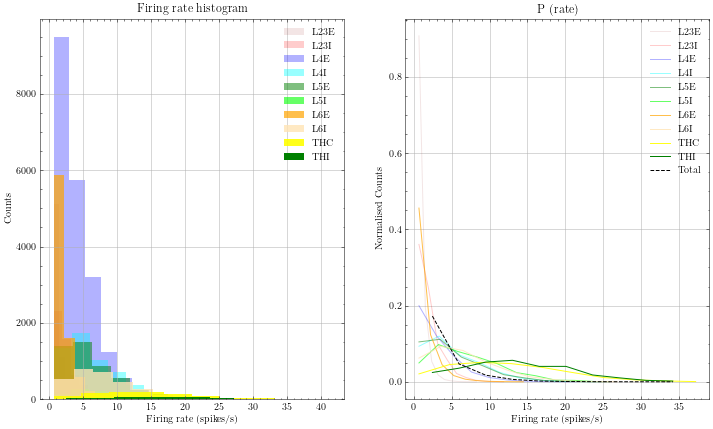 Firing rate histogram
L23E
L23I
L4E
L4I
L5E
L5I
L6E
L6I
THC
THI
8000
6000
4000
2000
0
Counts
0
5
10
15
20
25
30
35
40
Firing rate (spikes/s)
P (rate)
L23E
L23I
L4E
L4I
L5E
L5I
L6E
L6I
THC
THI
Total
0.8
0.6
0.4
0.2
0.0
Normalised Counts
0
5
10
15
20
25
30
35
Firing rate (spikes/s)